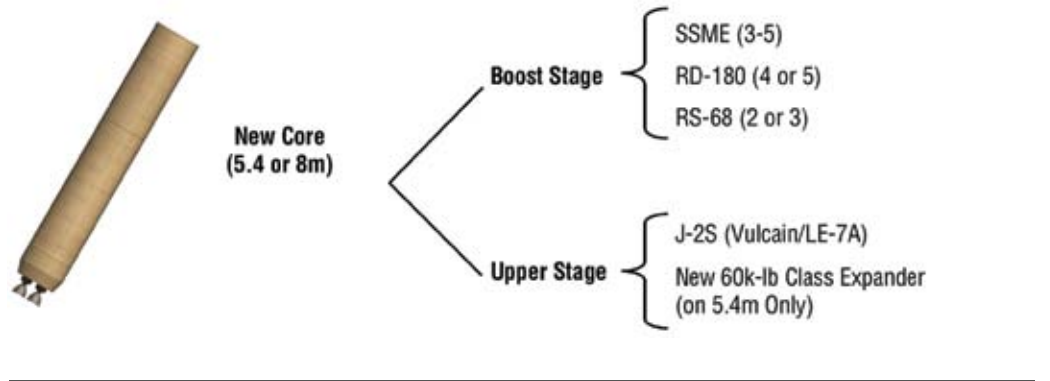 New Core
(5.4 or 8m)
Boost Stage
SSME (3-5)
RD-180 (4 or 5)
RS-68 (2 or 3)
Upper Stage
J-2S (Vulcain/LE-7A)
New 60k-lb Class Expander
(on 5.4m Only)